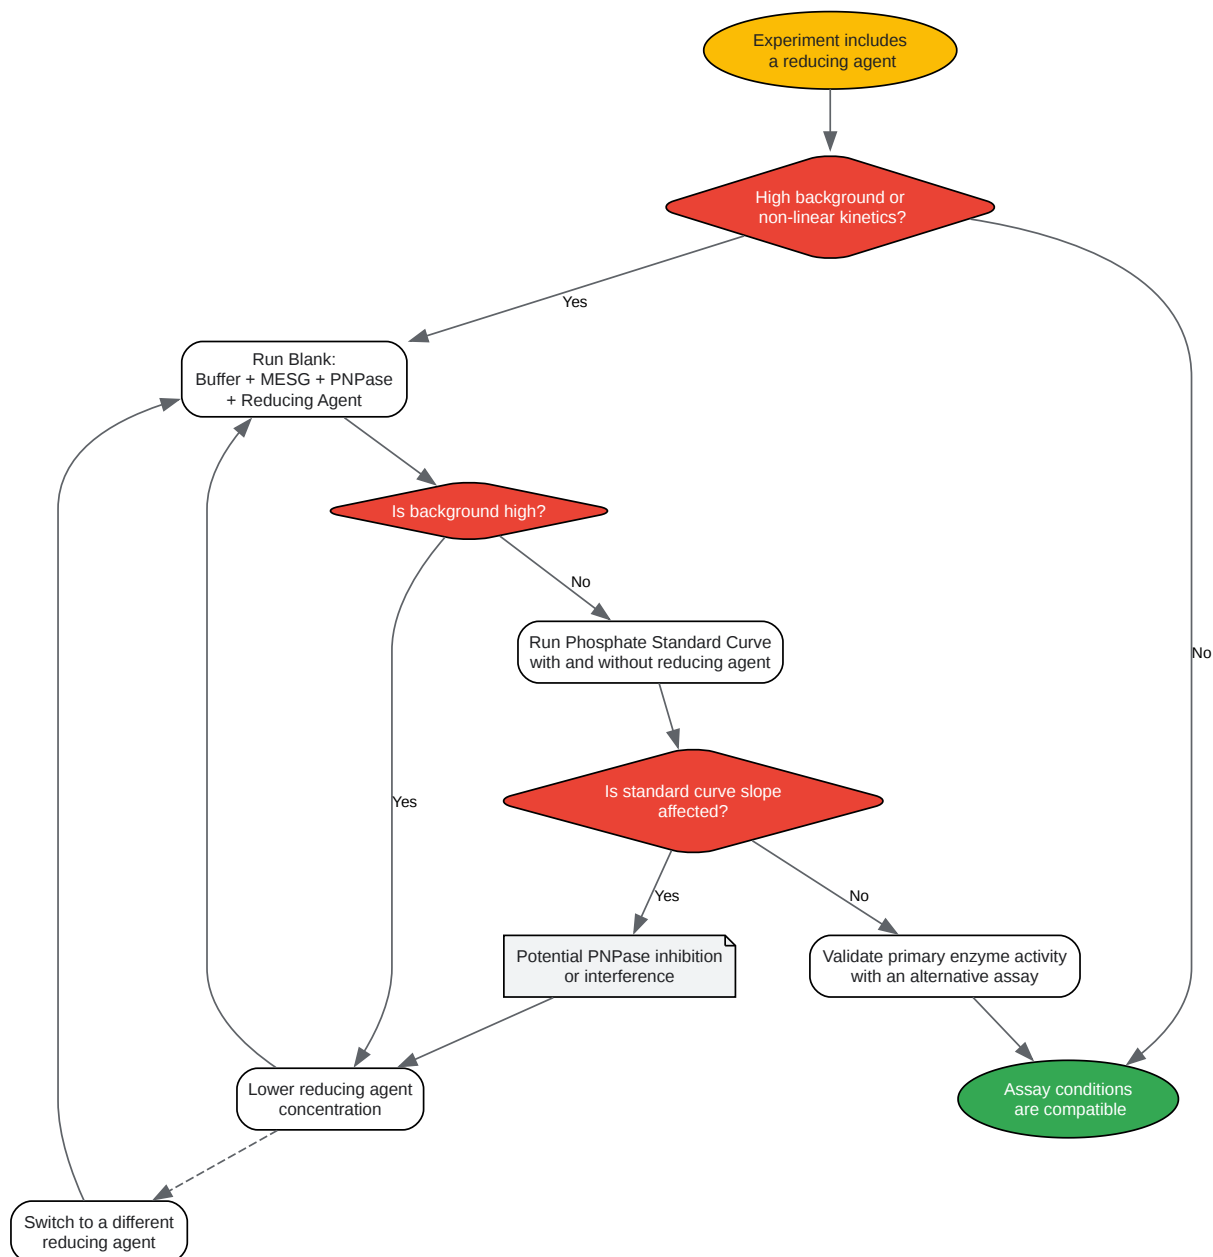 Experiment includes
a reducing agent
High background or
non-linear kinetics?
Yes
Run Blank:
Buffer + MESG + PNPase
+ Reducing Agent
Is background high?
No
Run Phosphate Standard Curve
with and without reducing agent
No
Is standard curve slope
affected?
Yes
Yes
No
Potential PNPase inhibition
or interference
Validate primary enzyme activity
with an alternative assay
Lower reducing agent
concentration
Assay conditions
are compatible
Switch to a different
reducing agent